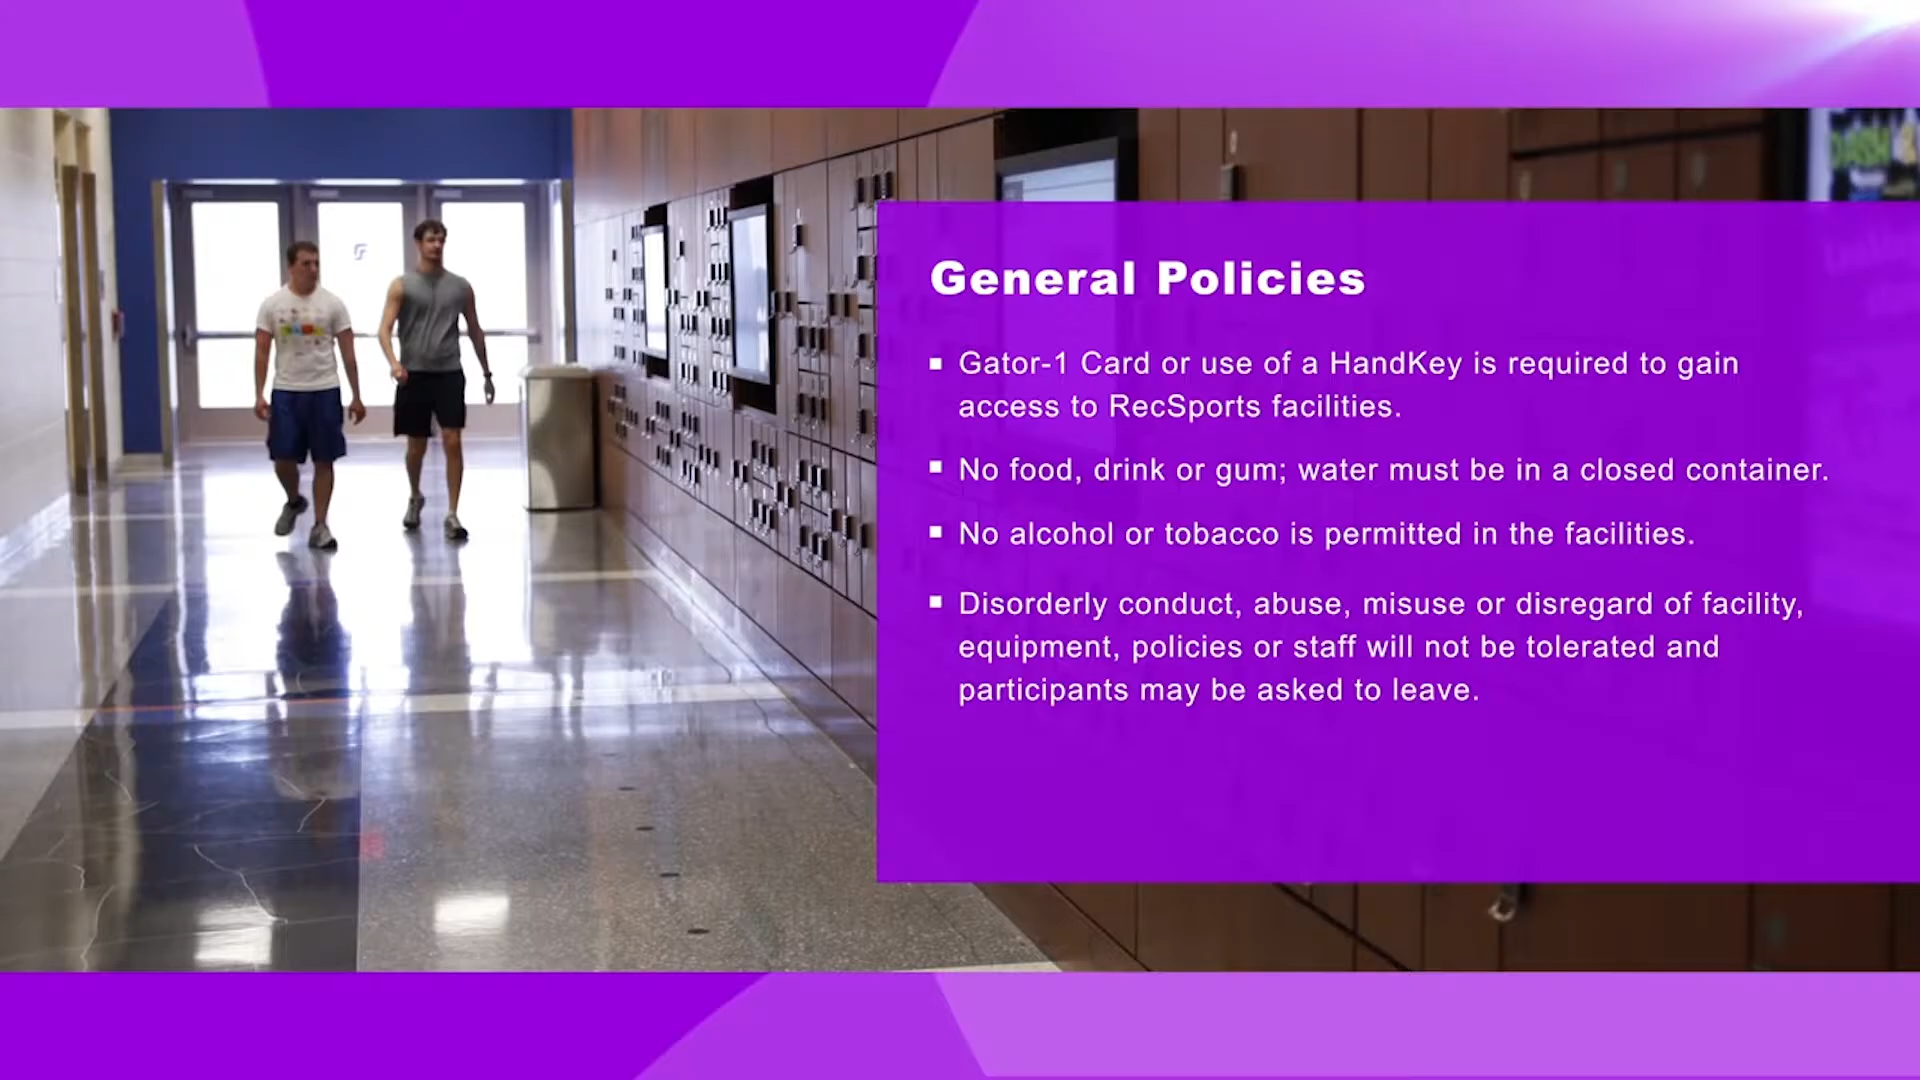 General Policies
Gator-1 Card or use of a HandKey is required to gain
access to RecSports facilities.
No food, drink or gum; water must be in a closed container.
No alcohol or tobacco is permitted in the facilities.
Disorderly conduct, abuse, misuse or disregard of facility,
equipment, policies or staff will not be tolerated and
participants may be asked to leave.